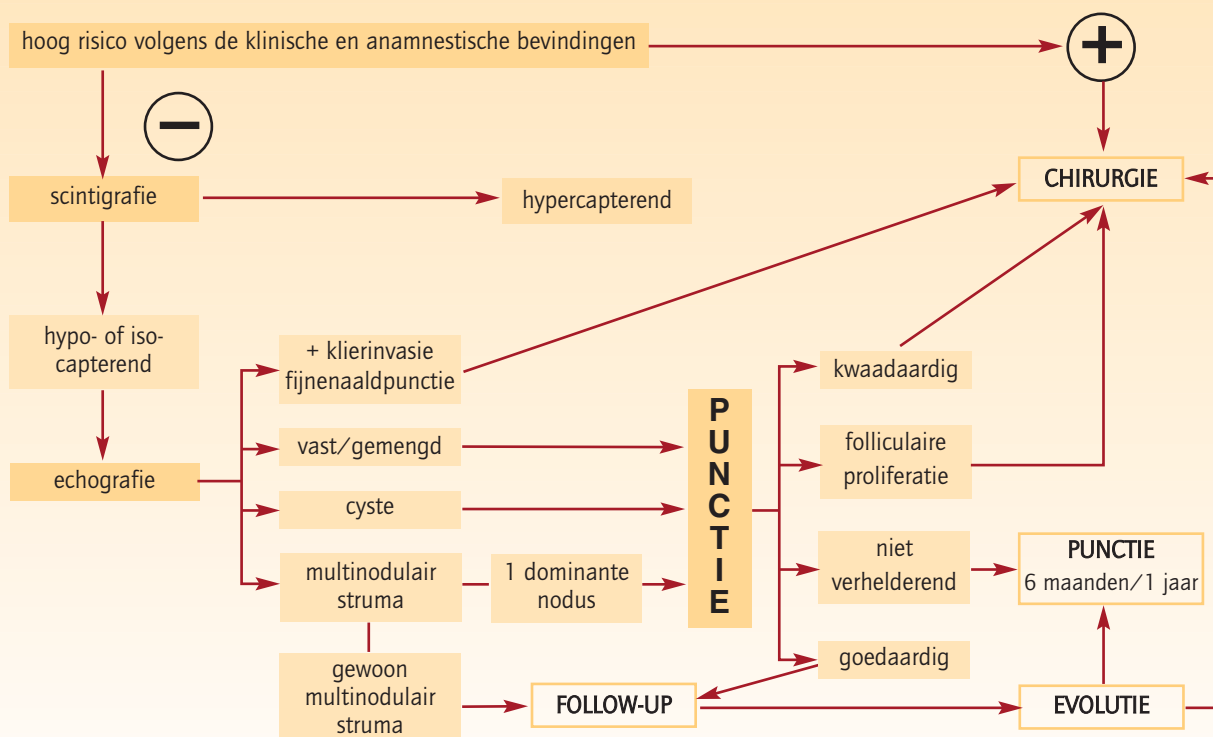 hoog risico volgens de klinische en anamnestische bevindingen
+
−
scintigrafie
hypercapterend
CHIRURGIE
hypo- of iso-
capterend
echografie
+ klierinvasie
fijnenaaldpunctie
vast/gemengd
cyste
multinodulair
struma
1 dominante
nodus
gewoon
multinodulair
struma
P
U
N
C
T
I
E
kwaadaardig
folliculaire
proliferatie
niet
verhelderend
goedaardig
PUNCTIE
6 maanden/1 jaar
FOLLOW-UP
EVOLUTIE